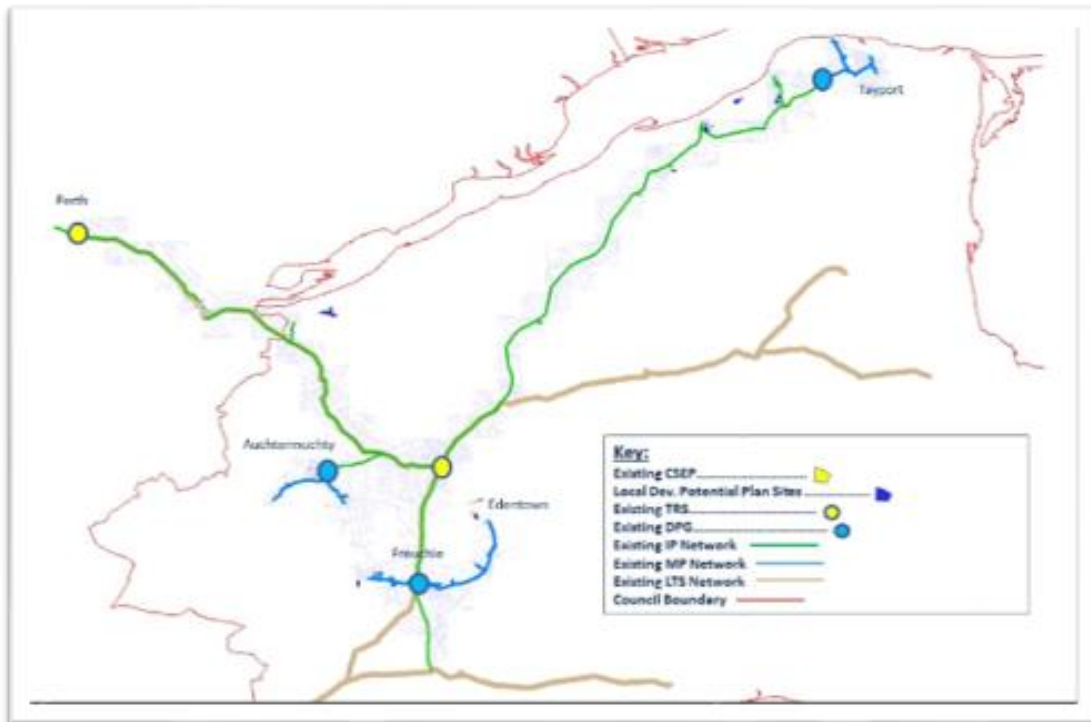 Tayport
Perth
Auchtermuchty
Edentown
Freuchie
Key:
Existing CSEP
Local Dev. Potential Plan Sites
Existing TRS
Existing DPG
Existing IP Network
Existing MP Network
Existing LTS Network
Council Boundary